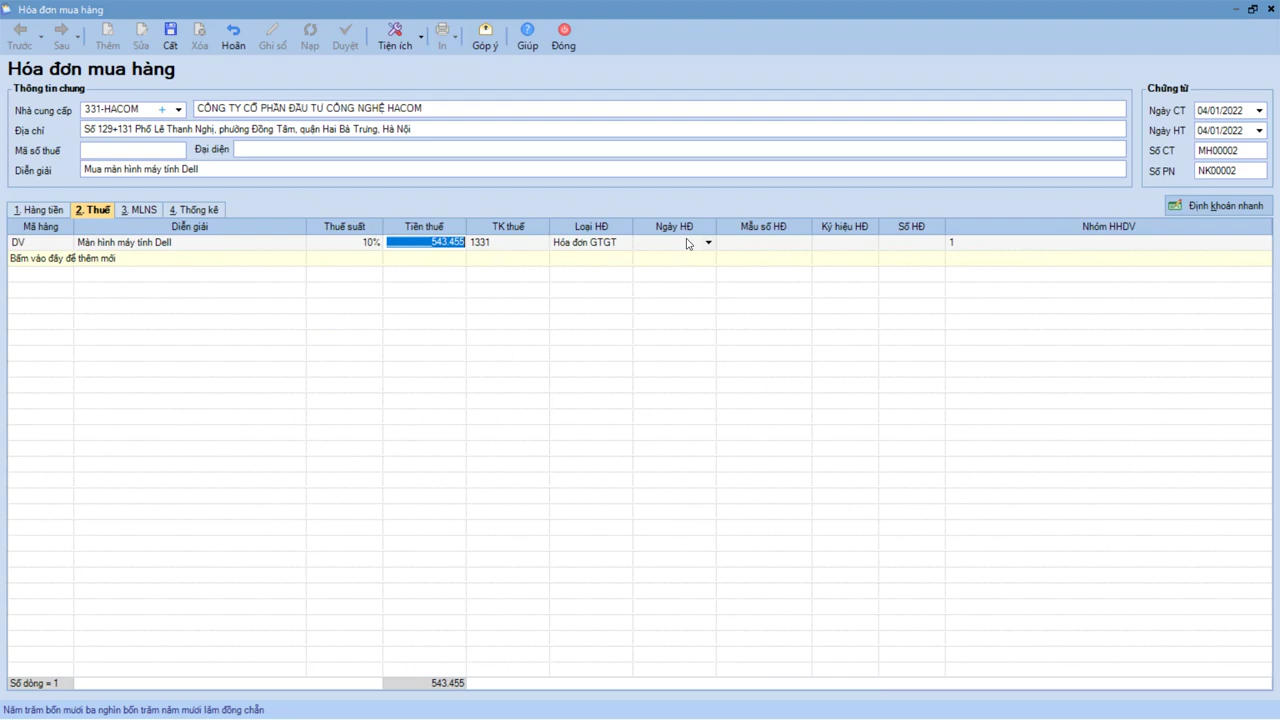 Hóa đơn mua hàng
Trước Sau Thêm Sửa Cất Xóa Hoãn Ghi sổ Nạp Duyệt Tiện ích In Góp ý Giúp Đóng
Hóa đơn mua hàng
Thông tin chung
Chứng từ
Nhà cung cấp 331-HACOM CÔNG TY CỔ PHẦN ĐẦU TƯ CÔNG NGHỆ HACOM
Ngày CT 04/01/2022
Địa chỉ Số 129+131 Phố Lê Thanh Nghị, phường Đồng Tâm, quận Hai Bà Trưng, Hà Nội
Ngày HT 04/01/2022
Mã số thuế Đại diện
Số CT MH00002
Diễn giải Mua màn hình máy tính Dell
Số PN NK00002
1. Hàng tiền 2. Thuế 3. MLNS 4. Thống kê
Định khoản nhanh
Mã hàng Diễn giải Thuế suất Tiền thuế TK thuế Loại HĐ Ngày HĐ Mẫu số HĐ Ký hiệu HĐ Số HĐ Nhóm HHDV
DV Màn hình máy tính Dell 10% 543.455 1331 Hóa đơn GTGT 1
Bấm vào đây để thêm mới
Số dòng = 1 543.455
Năm trăm bốn mươi ba nghìn bốn trăm năm mươi lăm đồng chẵn